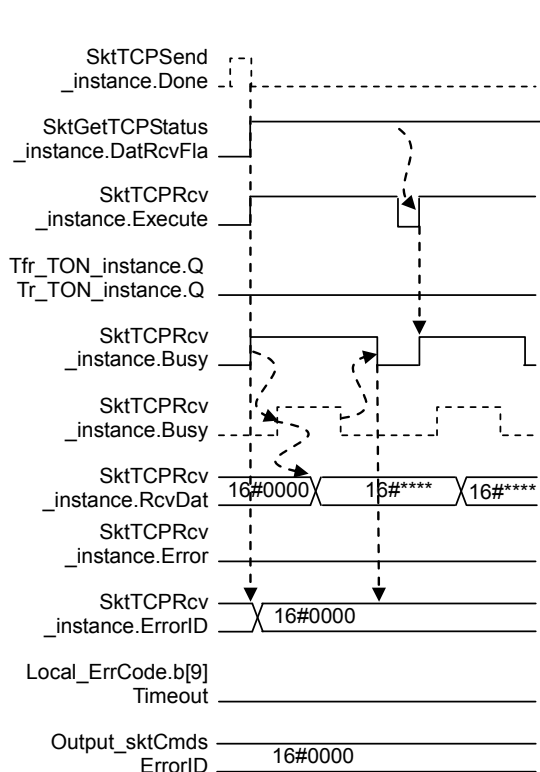 SktTCPSend
_instance.Done
SktGetTCPStatus
_instance.DatRcvFla
SktTCPRcv
_instance.Execute
Tfr_TON_instance.Q
Tr_TON_instance.Q
SktTCPRcv
_instance.Busy
SktTCPRcv
_instance.Busy
SktTCPRcv
_instance.RcvDat
16#0000
16#****
16#****
SktTCPRcv
_instance.Error
SktTCPRcv
_instance.ErrorID
16#0000
Local_ErrCode.b[9]
Timeout
Output_sktCmds
ErrorID
16#0000